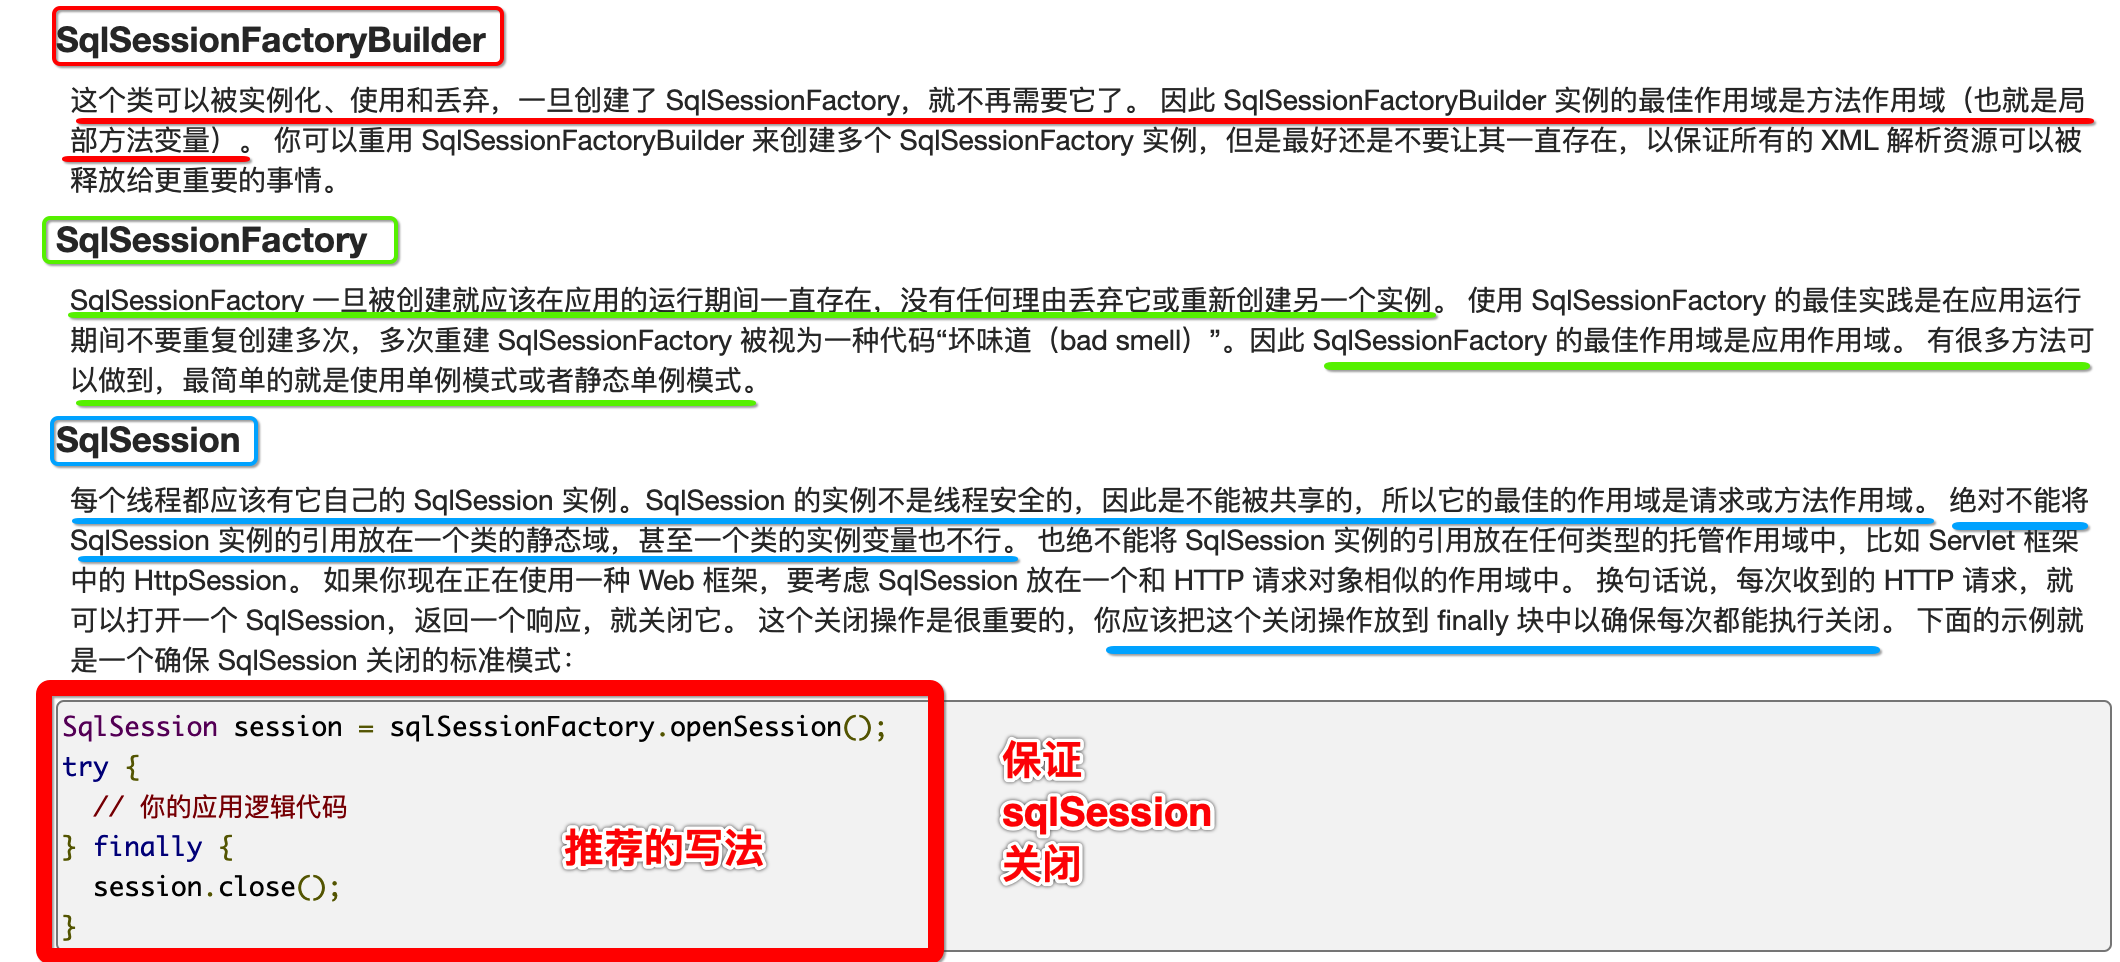 SqlSessionFactoryBuilder
这个类可以被实例化、使用和丢弃，一旦创建了 SqlSessionFactory，就不再需要它了。 因此 SqlSessionFactoryBuilder 实例的最佳作用域是方法作用域（也就是局
部方法变量）。 你可以重用 SqlSessionFactoryBuilder 来创建多个 SqlSessionFactory 实例，但是最好还是不要让其一直存在，以保证所有的 XML 解析资源可以被
释放给更重要的事情。
SqlSessionFactory
SqlSessionFactory 一旦被创建就应该在应用的运行期间一直存在，没有任何理由丢弃它或重新创建另一个实例。 使用 SqlSessionFactory 的最佳实践是在应用运行
期间不要重复创建多次，多次重建 SqlSessionFactory 被视为一种代码“坏味道（bad smell）”。因此 SqlSessionFactory 的最佳作用域是应用作用域。 有很多方法可
以做到，最简单的就是使用单例模式或者静态单例模式。
SqlSession
每个线程都应该有它自己的 SqlSession 实例。SqlSession 的实例不是线程安全的，因此是不能被共享的，所以它的最佳的作用域是请求或方法作用域。 绝对不能将
SqlSession 实例的引用放在一个类的静态域，甚至一个类的实例变量也不行。 也绝不能将 SqlSession 实例的引用放在任何类型的托管作用域中，比如 Servlet 框架
中的 HttpSession。 如果你现在正在使用一种 Web 框架，要考虑 SqlSession 放在一个和 HTTP 请求对象相似的作用域中。 换句话说，每次收到的 HTTP 请求，就
可以打开一个 SqlSession，返回一个响应，就关闭它。 这个关闭操作是很重要的，你应该把这个关闭操作放到 finally 块中以确保每次都能执行关闭。 下面的示例就
是一个确保 SqlSession 关闭的标准模式：
SqlSession session = sqlSessionFactory.openSession();
try {
  // 你的应用逻辑代码
} finally {
  session.close();
}
推荐的写法
保证
sqlSession
关闭